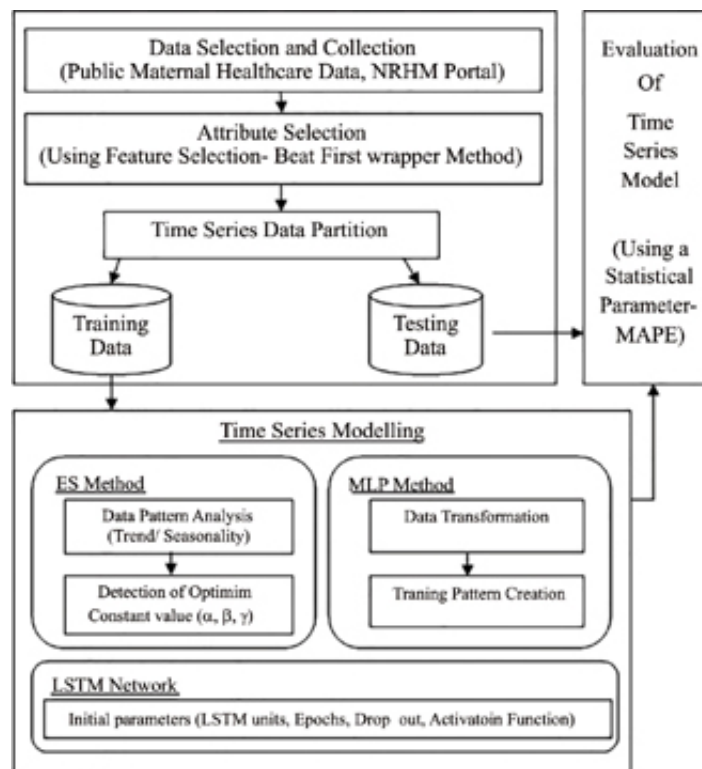 Data Selection and Collection
(Public Maternal Healthcare Data, NRHM Portal)
Attribute Selection
(Using Feature Selection- Beat First wrapper Method)
Time Series Data Partition
Training
Data
Testing
Data
Evaluation
Of
Time
Series
Model
(Using a
Statistical
Parameter-
MAPE)
Time Series Modelling
ES Method
Data Pattern Analysis
(Trend/ Seasonality)
Detection of Optimim
Constant value (α, β, γ)
MLP Method
Data Transformation
Traning Pattern Creation
LSTM Network
Initial parameters (LSTM units, Epochs, Drop out, Activatoin Function)